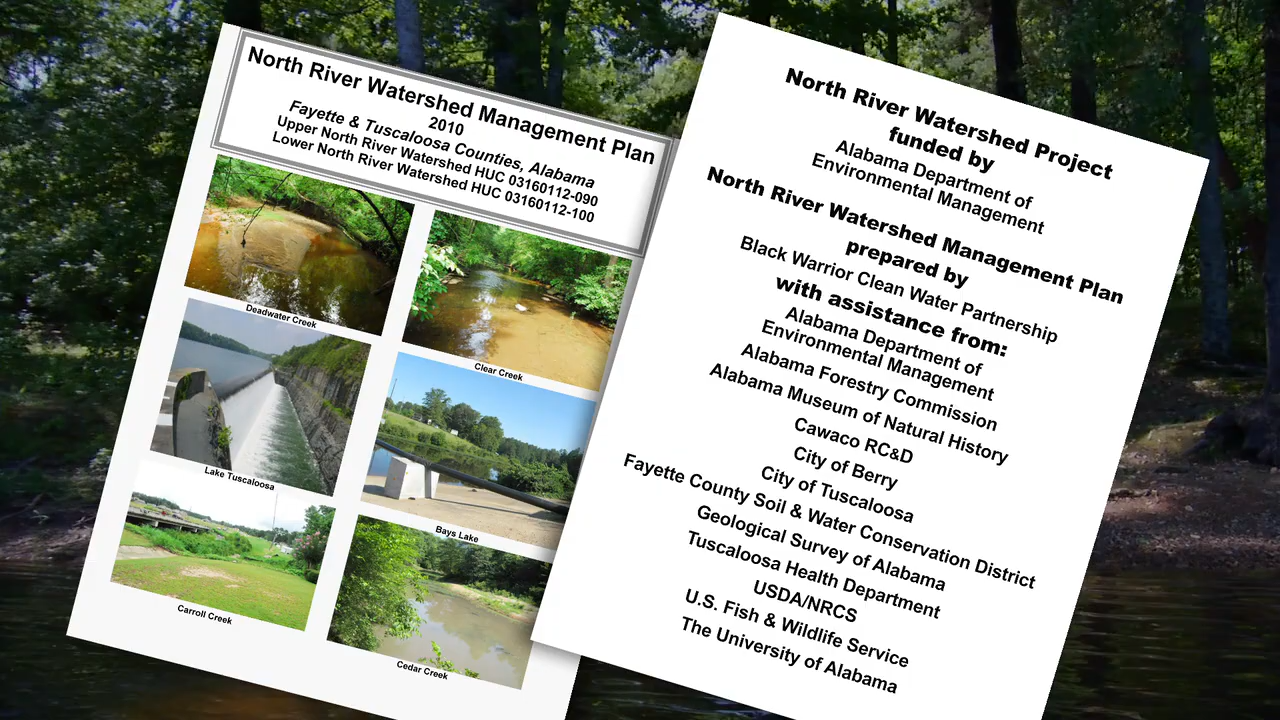 North River Watershed Management Plan
2010
Fayette & Tuscaloosa Counties, Alabama
Upper North River Watershed HUC 03160112-090
Lower North River Watershed HUC 03160112-100
Deadwater Creek
Clear Creek
Lake Tuscaloosa
Bays Lake
Carroll Creek
Cedar Creek
North River Watershed Project
funded by
Alabama Department of
Environmental Management
North River Watershed Management Plan
prepared by
Black Warrior Clean Water Partnership
with assistance from:
Alabama Department of
Environmental Management
Alabama Forestry Commission
Alabama Museum of Natural History
Cawaco RC&D
City of Berry
City of Tuscaloosa
Fayette County Soil & Water Conservation District
Geological Survey of Alabama
Tuscaloosa Health Department
USDA/NRCS
U.S. Fish & Wildlife Service
The University of Alabama